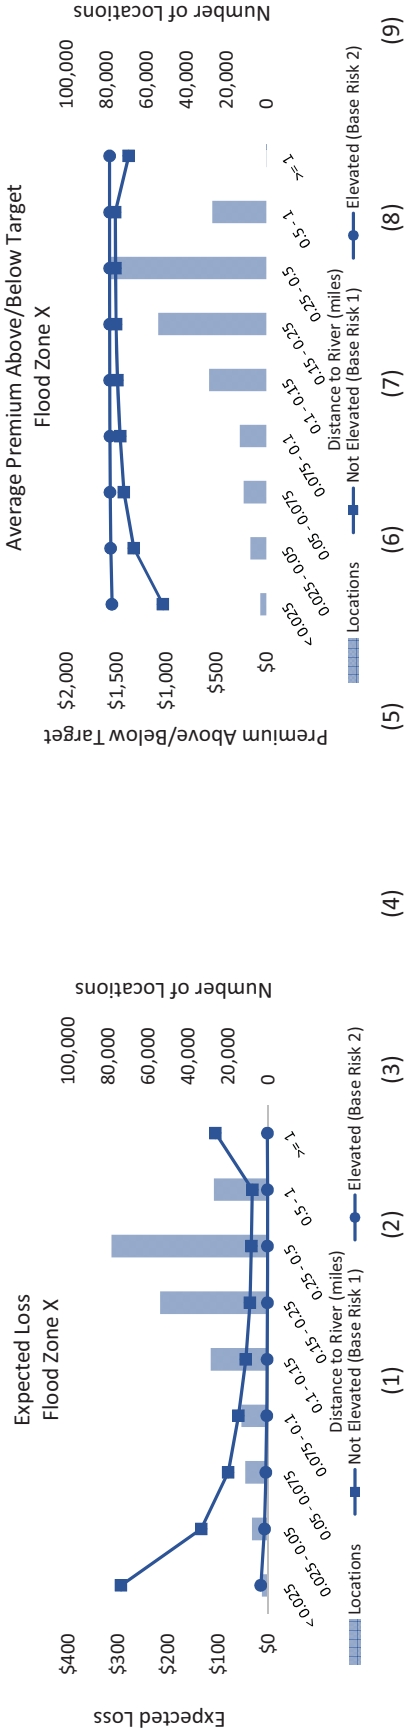 Expected Loss
Flood Zone X
Expected Loss
$400
$300
$200
$100
$0
Number of Locations
100,000
80,000
60,000
40,000
20,000
0
< 0.025
0.025 - 0.05
0.05 - 0.075
0.075 - 0.1
0.1 - 0.15
0.15 - 0.25
0.25 - 0.5
0.5 - 1
>= 1
Distance to River (miles)
Locations
Not Elevated (Base Risk 1)
Elevated (Base Risk 2)
Average Premium Above/Below Target
Flood Zone X
Premium Above/Below Target
$2,000
$1,500
$1,000
$500
$0
Number of Locations
100,000
80,000
60,000
40,000
20,000
0
< 0.025
0.025 - 0.05
0.05 - 0.075
0.075 - 0.1
0.1 - 0.15
0.15 - 0.25
0.25 - 0.5
0.5 - 1
>= 1
Distance to River (miles)
Locations
Not Elevated (Base Risk 1)
Elevated (Base Risk 2)
(1) (2) (3) (4) (5) (6) (7) (8) (9)